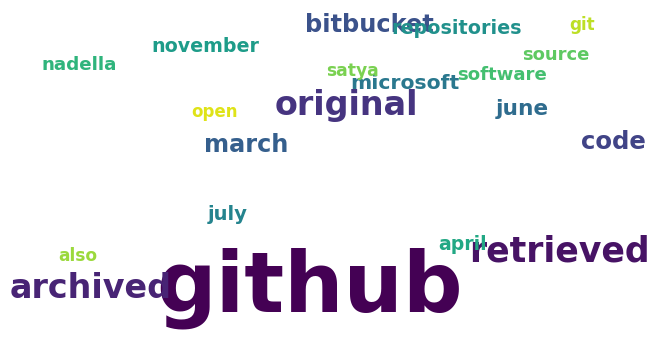 bitbucket
git
repositories
november
source
nadella
satya
software
microsoft
original
open
june
code
march
july
april
retrieved
also
archived
github